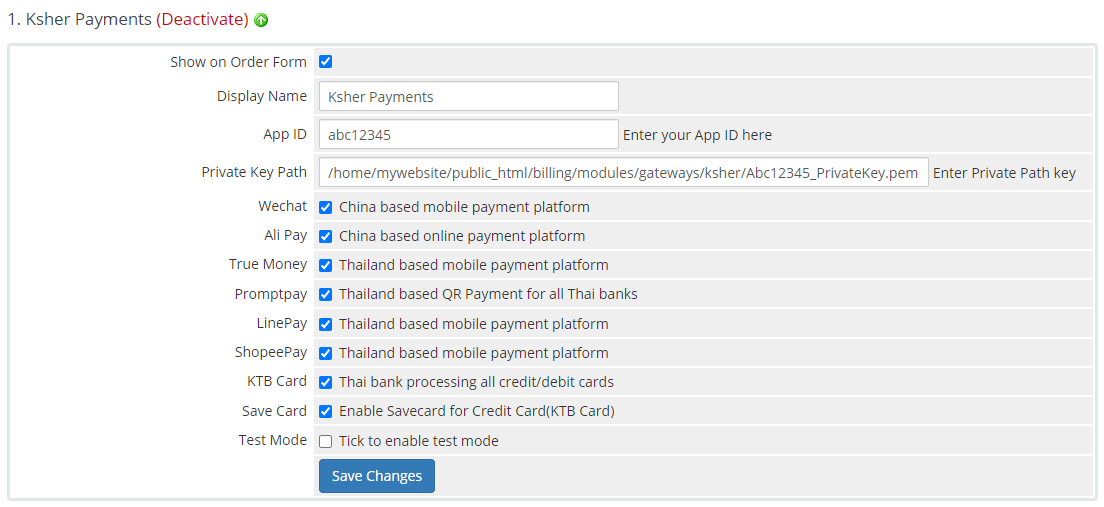 1. Ksher Payments (Deactivate)
Show on Order Form
Display Name Ksher Payments
App ID abc12345 Enter your App ID here
Private Key Path /home/mywebsite/public_html/billing/modules/gateways/ksher/Abc12345_PrivateKey.pem Enter Private Path key
Wechat China based mobile payment platform
Ali Pay China based online payment platform
True Money Thailand based mobile payment platform
Promptpay Thailand based QR Payment for all Thai banks
LinePay Thailand based mobile payment platform
ShopeePay Thailand based mobile payment platform
KTB Card Thai bank processing all credit/debit cards
Save Card Enable Savecard for Credit Card(KTB Card)
Test Mode Tick to enable test mode
Save Changes